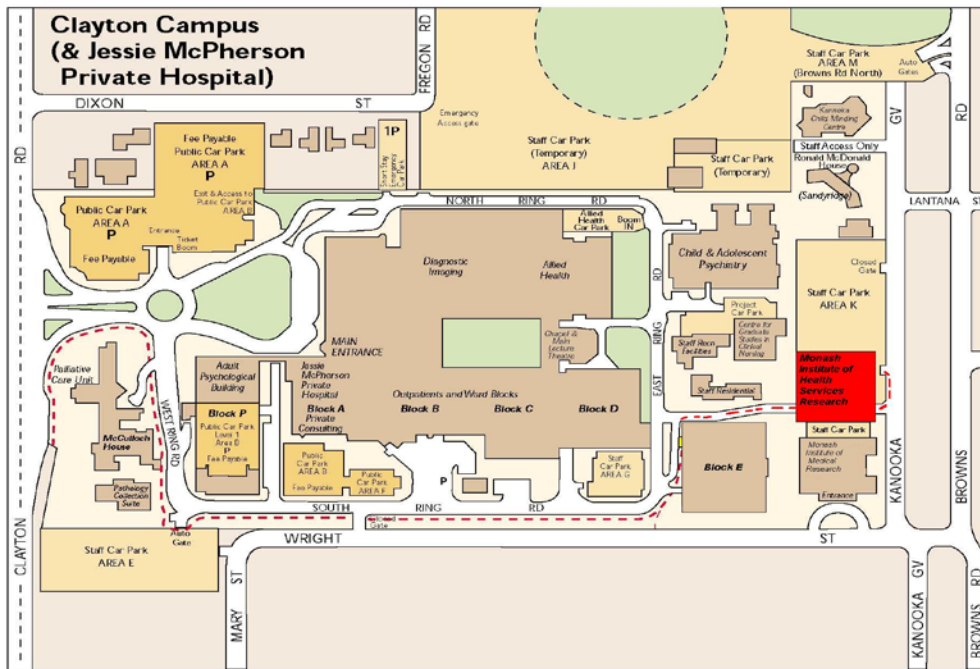 Clayton Campus
(& Jessie McPherson
Private Hospital)
FREGON RD
DIXON ST
Staff Car Park
AREA M
(Browns Rd North)
Auto
Gates
GV
RD
Emergency
Access gate
Kanooka
Child Minding
Centre
Staff Access Only
Ronald McDonald
House
(Sandyridge)
LANTANA ST
RD
1P
Short Stay
Emergency
Car Park
Fee Payable
Public Car Park
AREA A
P
Exit & Access to
Public Car Park
AREA B
Staff Car Park
(Temporary)
AREA I
Staff Car Park
(Temporary)
Public Car Park
AREA A
P
Fee Payable
Entrance
Ticket
Boom
NORTH RING RD
Allied
Health
Car Park
Boom
IN
Diagnostic
Imaging
Allied
Health
Child & Adolescent
Psychiatry
Closed
Gate
Staff Car Park
AREA K
EAST RING RD
Project
Car Park
Centre for
Graduate
Studies in
Clinical
Nursing
Staff Recn
Facilities
Staff Residential
Chapel &
Main
Lecture
Theatre
MAIN
ENTRANCE
Monash
Institute of
Health
Services
Research
Palliative
Care Unit
Adult
Psychological
Building
Jessie
McPherson
Private
Hospital
Outpatients and Ward Blocks
Block A
Private
Consulting
Block B
Block C
Block D
WEST RING RD
Block P
Public Car Park
Level 1
Area D
P
Fee Payable
McCulloch
House
Staff Car Park
Monash
Institute of
Medical
Research
Entrance
KANOOKA
BROWNS
Public
Car Park
AREA B
Fee Payable
Public
Car Park
AREA F
P
Staff
Car Park
AREA G
Block E
Pathology
Collection
Suite
SOUTH RING RD
Closed
Gate
Auto
Gate
WRIGHT ST
CLAYTON
Staff Car Park
AREA E
MARY ST
KANOOKA GV
BROWNS RD